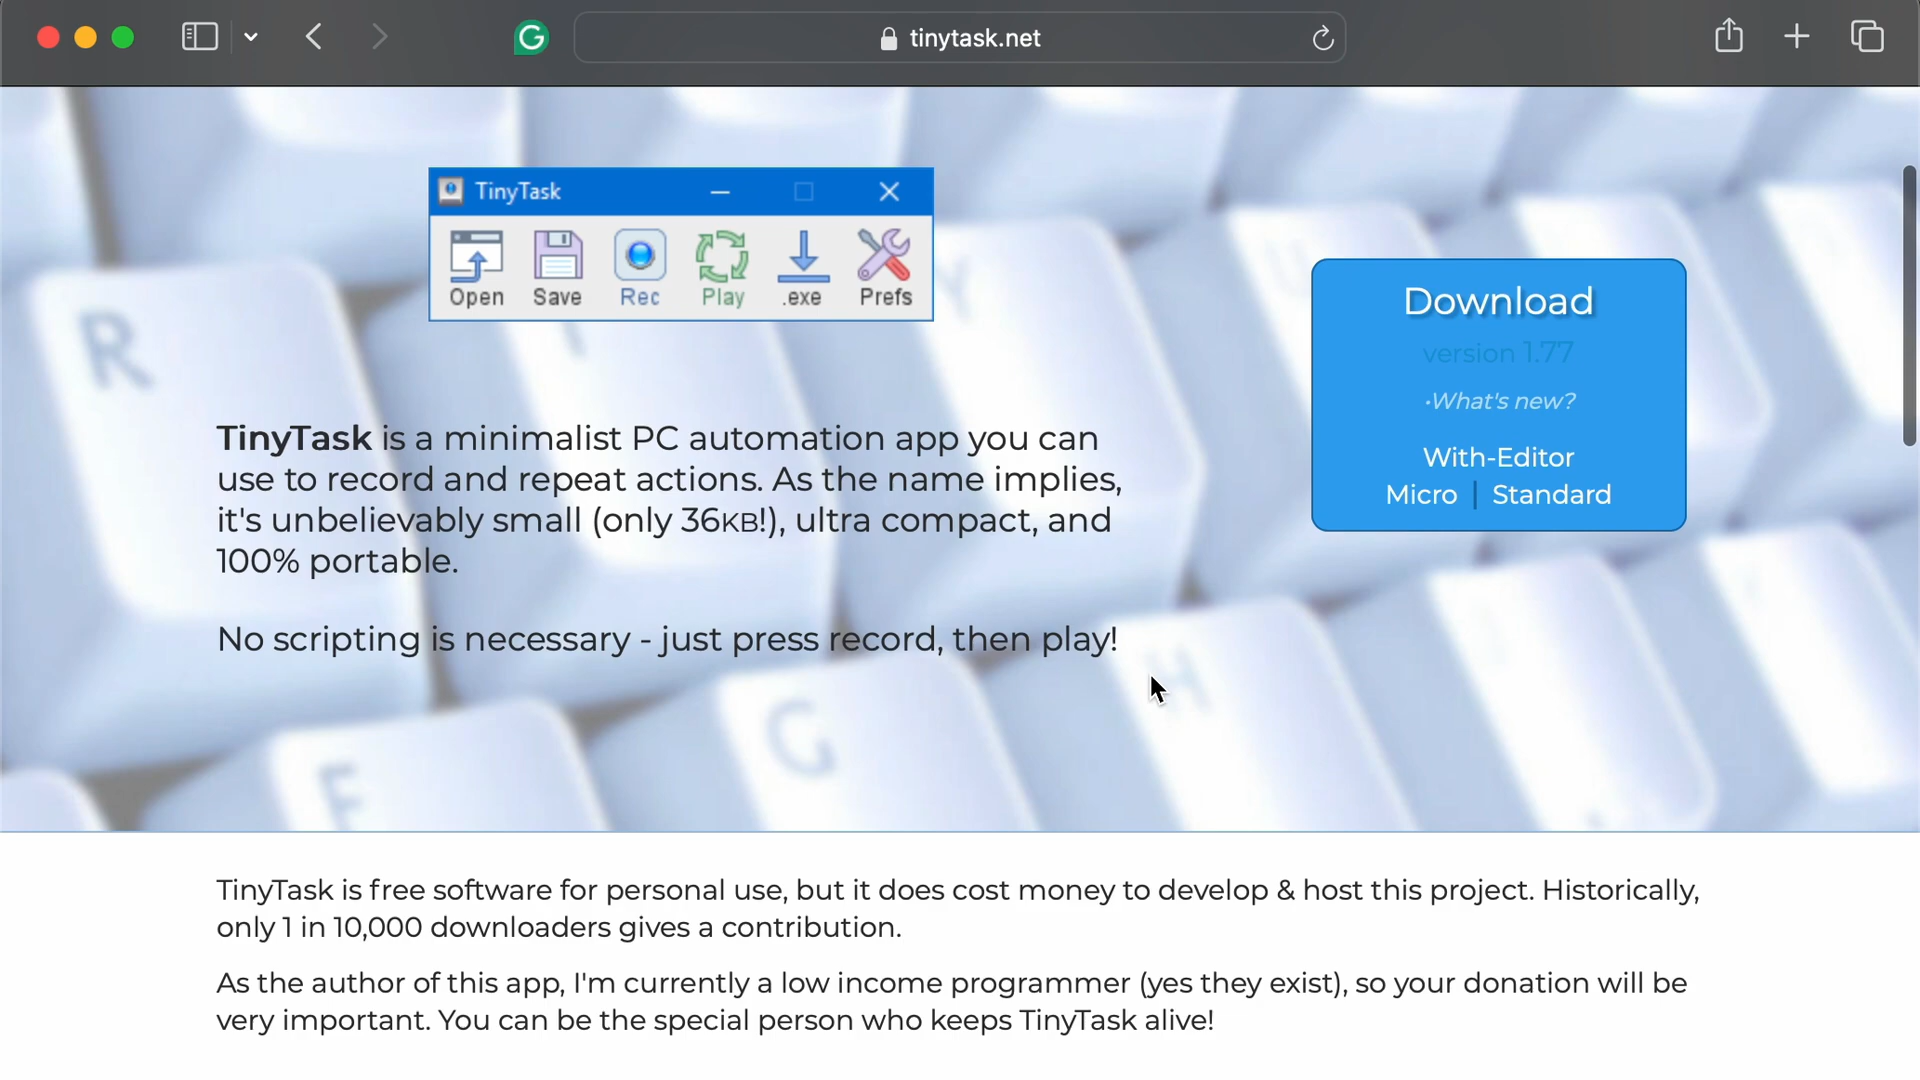 tinytask.net
TinyTask
Open Save Rec Play .exe Prefs
Download
version 1.77
•What's new?
With-Editor
Micro | Standard
TinyTask is a minimalist PC automation app you can
use to record and repeat actions. As the name implies,
it's unbelievably small (only 36KB!), ultra compact, and
100% portable.
No scripting is necessary - just press record, then play!
R
Y
F
G
H
TinyTask is free software for personal use, but it does cost money to develop & host this project. Historically,
only 1 in 10,000 downloaders gives a contribution.
As the author of this app, I'm currently a low income programmer (yes they exist), so your donation will be
very important. You can be the special person who keeps TinyTask alive!